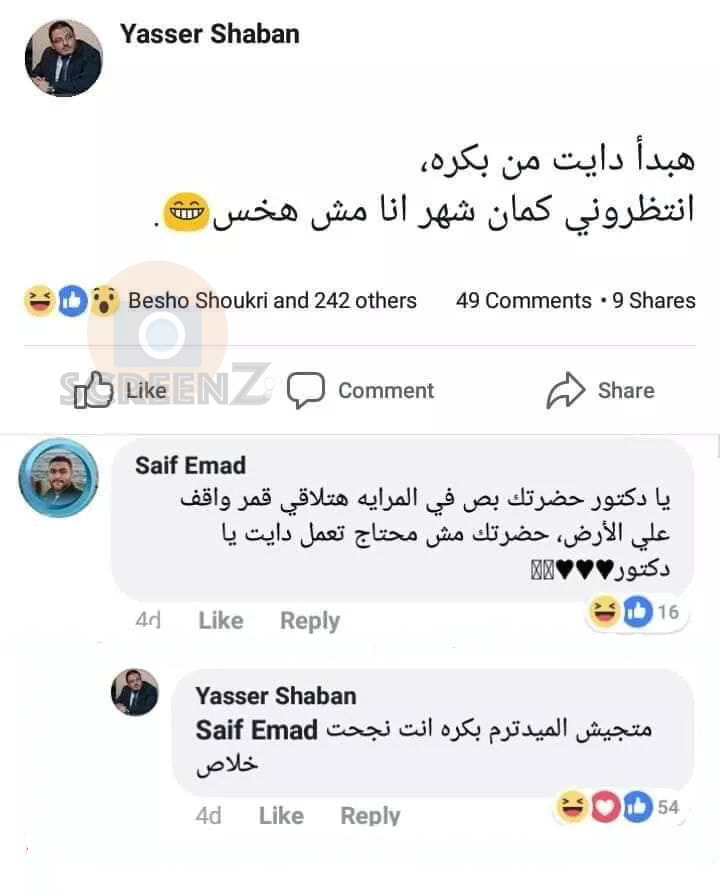 Yasser Shaban
هبدأ دايت من بكره،
انتظروني كمان شهر انا مش هخس😁.
Besho Shoukri and 242 others 49 Comments • 9 Shares
SCREENZ
Like Comment Share
Saif Emad
يا دكتور حضرتك بص في المرايه هتلاقي قمر واقف
علي الأرض، حضرتك مش محتاج تعمل دايت يا
دكتور♥♥♥
4d Like Reply 16
Yasser Shaban
Saif Emad متجيش الميدترم بكره انت نجحت
خلاص
4d Like Reply 54